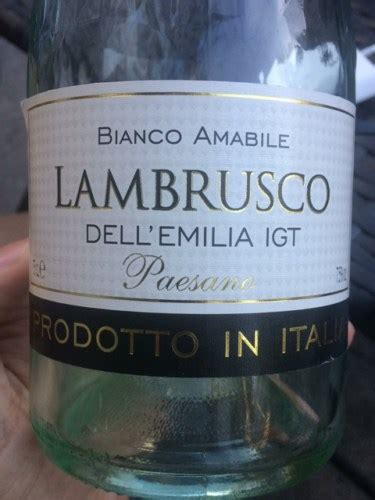 BIANCO AMABILE
LAMBRUSCO
DELL'EMILIA IGT
Paesano
PRODOTTO IN ITALIA